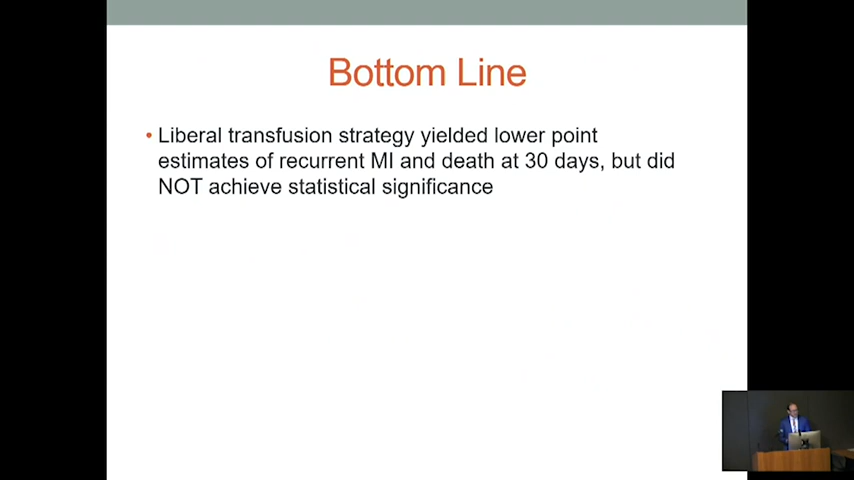 Bottom Line
• Liberal transfusion strategy yielded lower point
estimates of recurrent MI and death at 30 days, but did
NOT achieve statistical significance